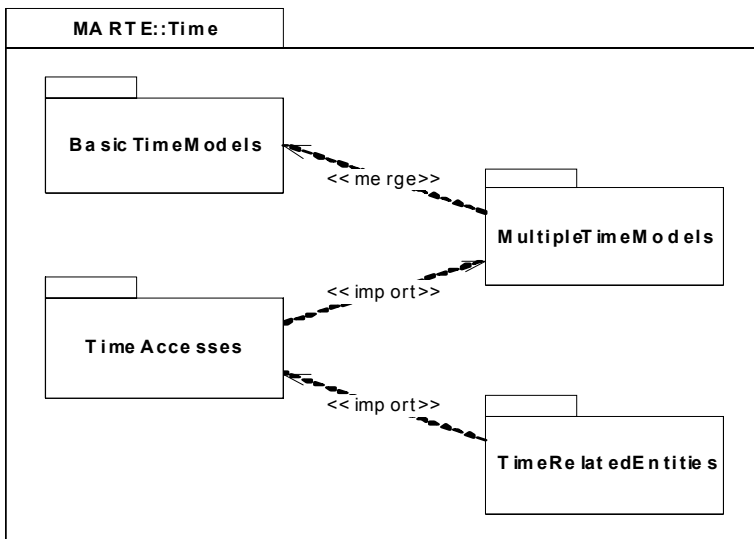 MARTE::Time
BasicTimeModels
<<merge>>
MultipleTimeModels
<<import>>
TimeAccesses
<<import>>
TimeRelatedEntities